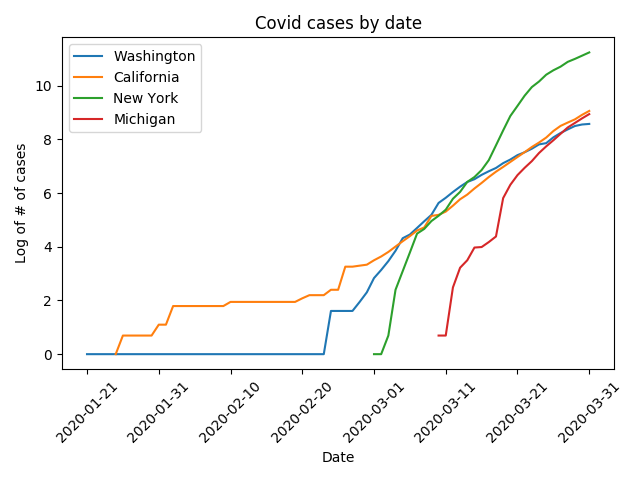 Covid cases by date
Washington
California
New York
Michigan
Log of # of cases
10
8
6
4
2
0
2020-01-21
2020-01-31
2020-02-10
2020-02-20
2020-03-01
2020-03-11
2020-03-21
2020-03-31
Date